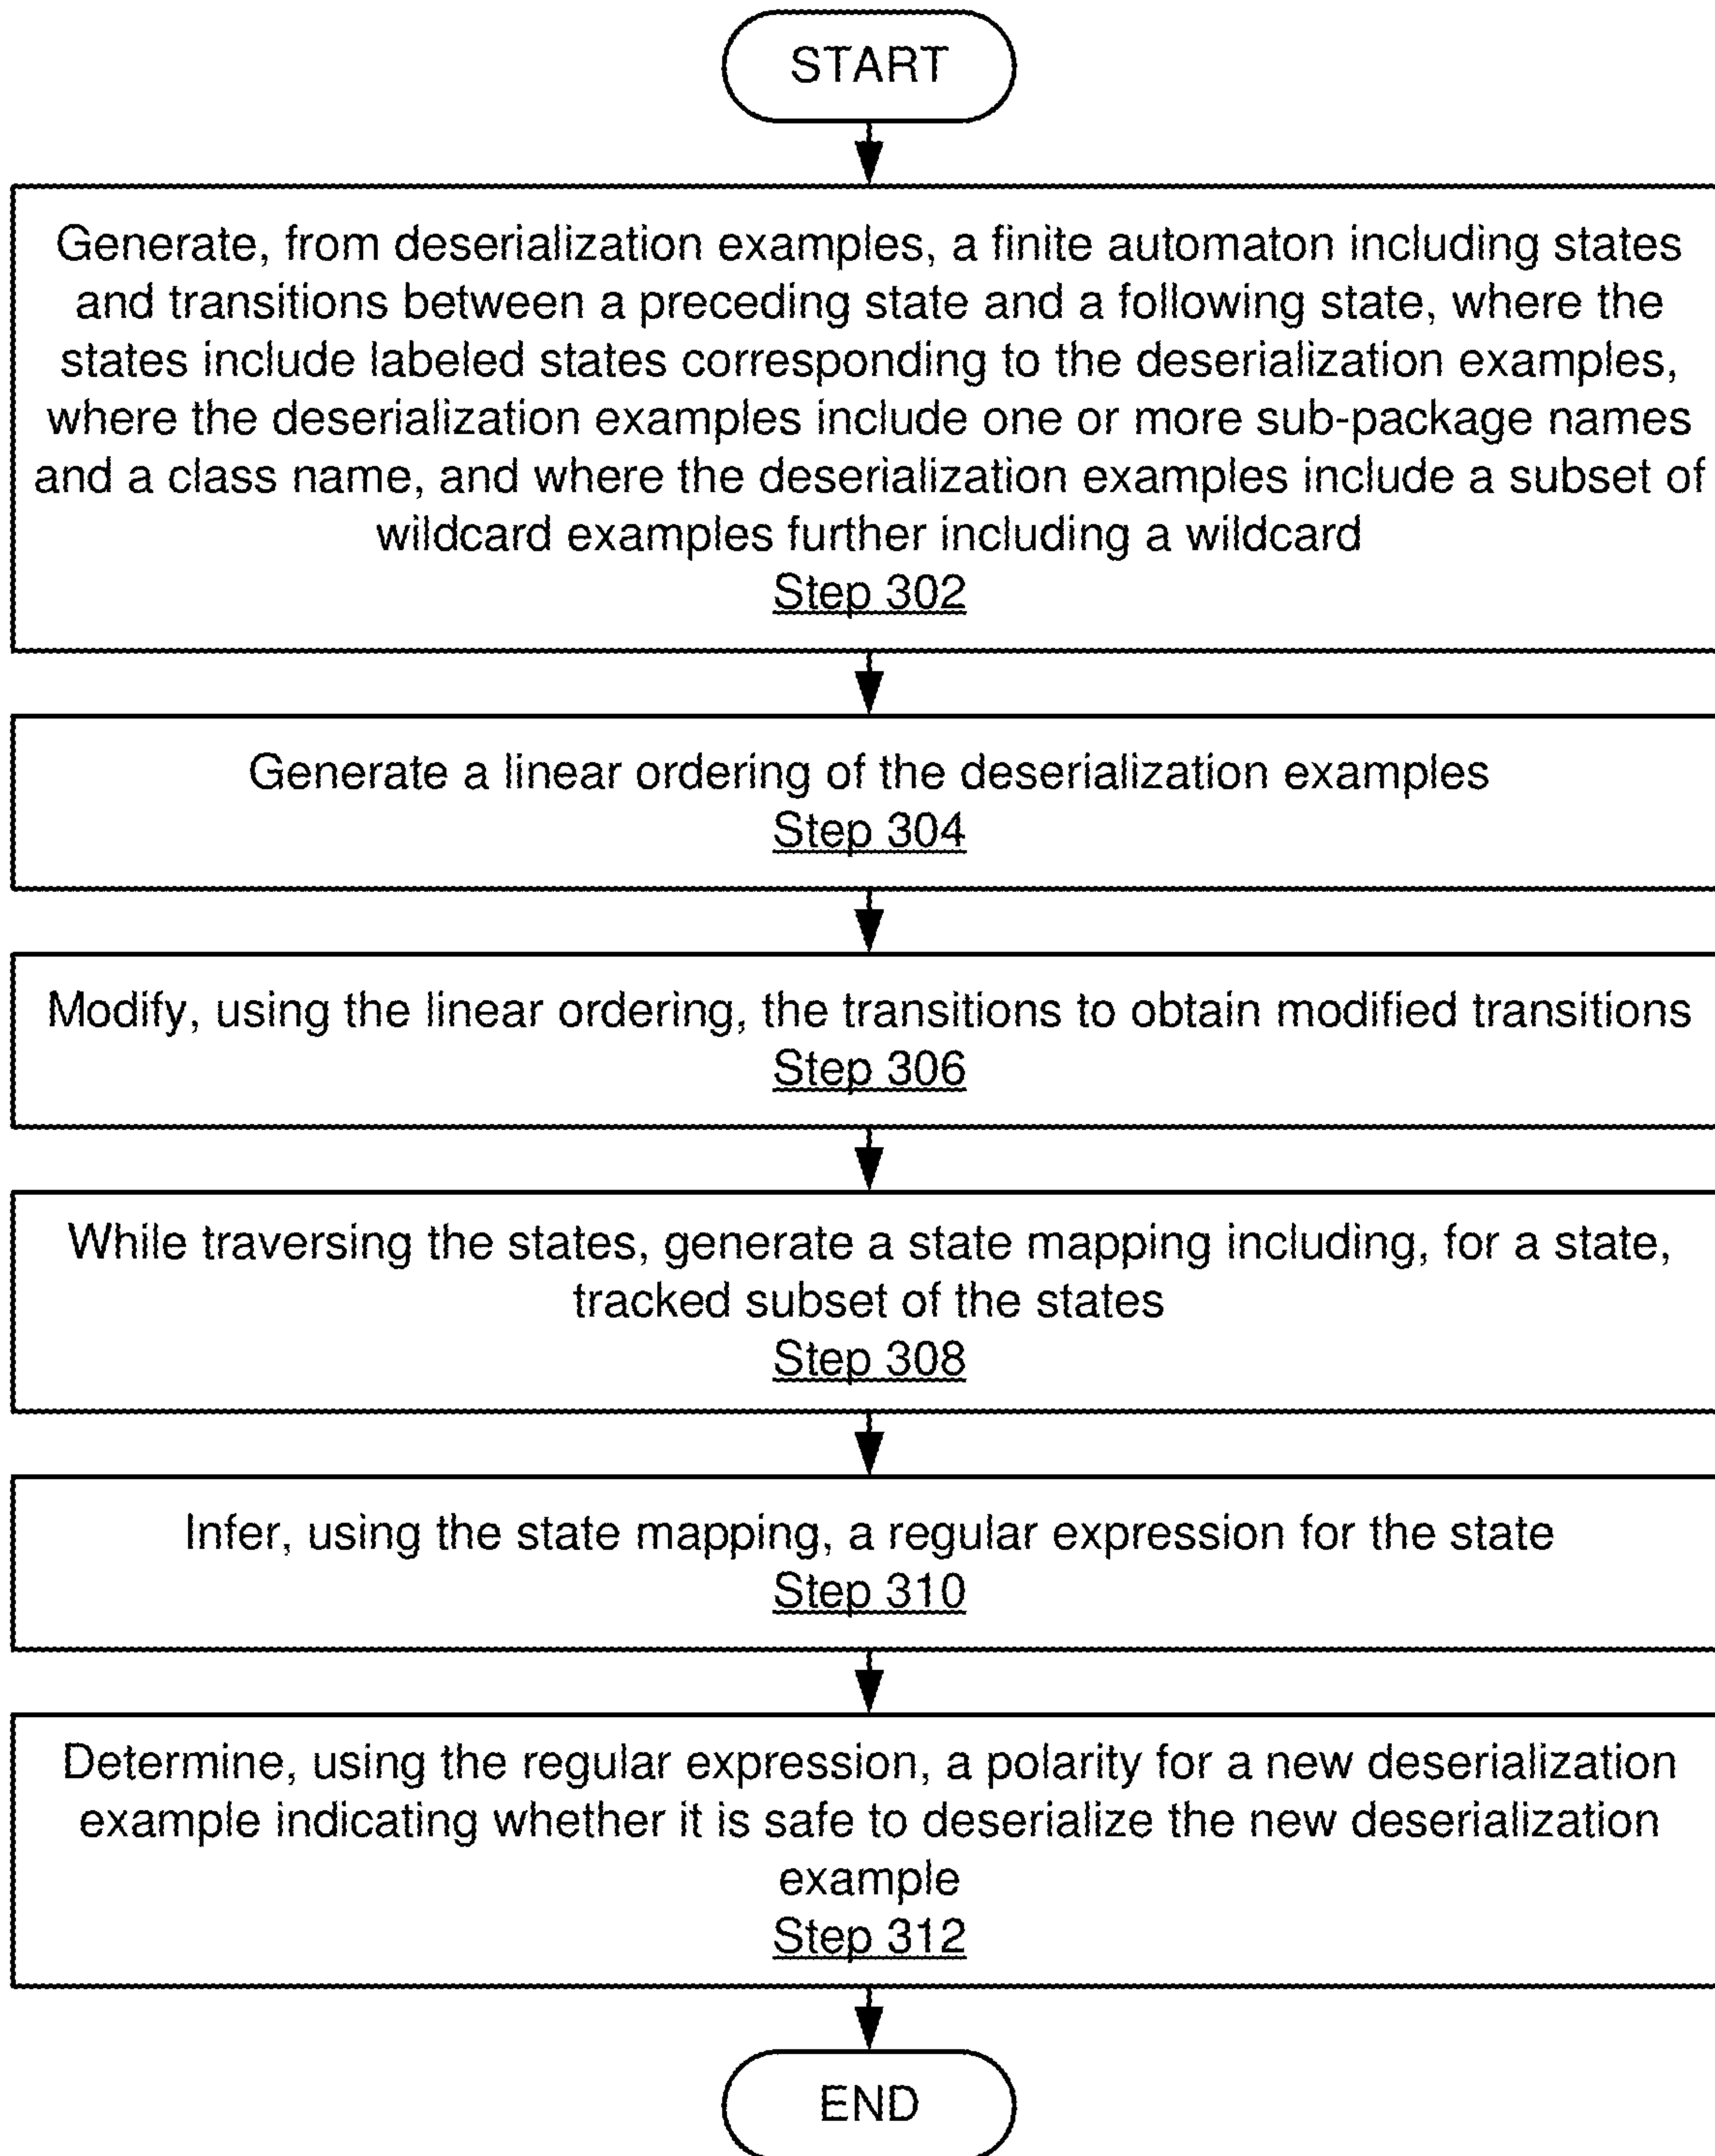 START
Generate, from deserialization examples, a finite automaton including states
and transitions between a preceding state and a following state, where the
states include labeled states corresponding to the deserialization examples,
where the deserialization examples include one or more sub-package names
and a class name, and where the deserialization examples include a subset of
wildcard examples further including a wildcard
Step 302
Generate a linear ordering of the deserialization examples
Step 304
Modify, using the linear ordering, the transitions to obtain modified transitions
Step 306
While traversing the states, generate a state mapping including, for a state,
tracked subset of the states
Step 308
Infer, using the state mapping, a regular expression for the state
Step 310
Determine, using the regular expression, a polarity for a new deserialization
example indicating whether it is safe to deserialize the new deserialization
example
Step 312
END